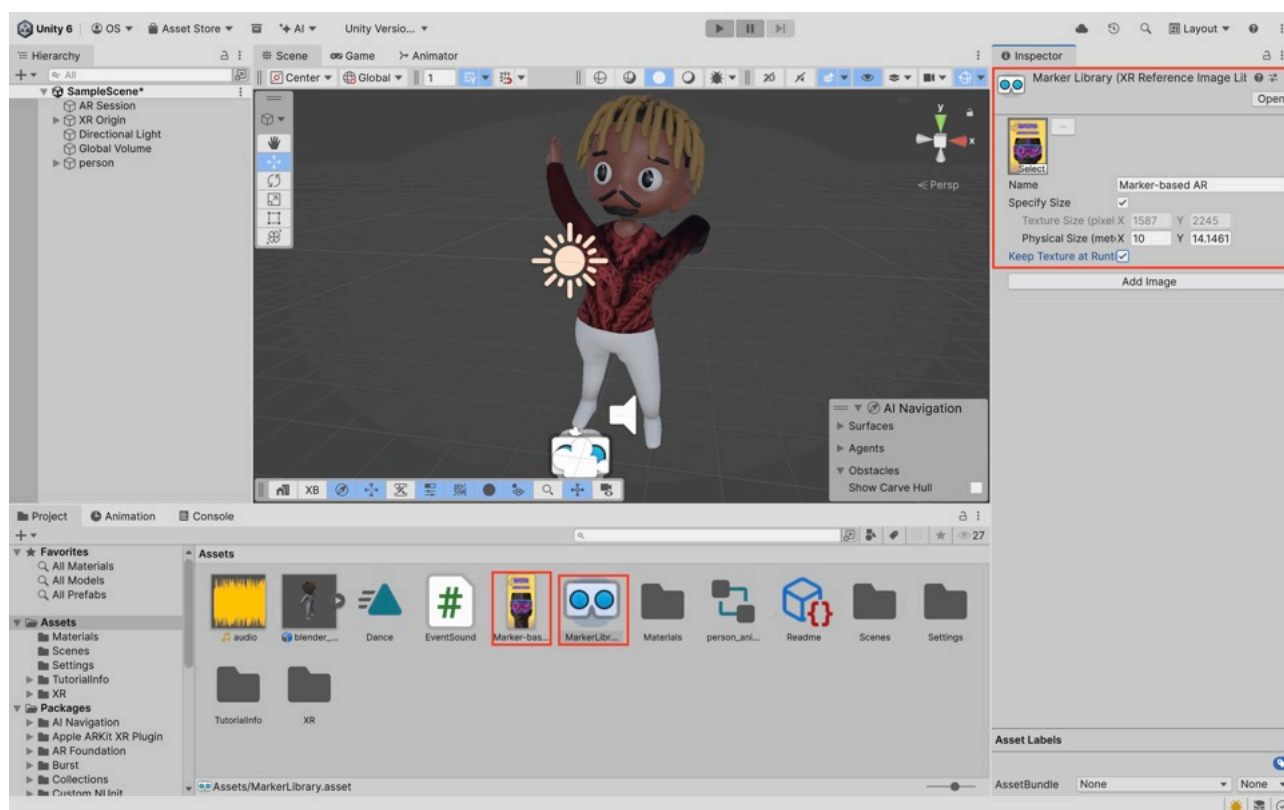 Unity 6 OS Asset Store AI Unity Versio... Layout
Hierarchy Scene Game Animator Inspector
All Center Global 1
SampleScene*
AR Session
XR Origin
Directional Light
Global Volume
person
y
x
Persp
Marker Library (XR Reference Image Lib
Open
Select
Name Marker-based AR
Specify Size
Texture Size (pixel X 1587 Y 2245
Physical Size (met X 10 Y 14.1461
Keep Texture at Runti
Add Image
AI Navigation
Surfaces
Agents
Obstacles
Show Carve Hull
XB
Project Animation Console
27
Favorites
All Materials
All Models
All Prefabs
Assets
Materials
Scenes
Settings
TutorialInfo
XR
Packages
AI Navigation
Apple ARKit XR Plugin
AR Foundation
Burst
Collections
Custom NUnit
Assets
audio blender_... Dance EventSound Marker-bas... MarkerLibr... Materials person_ani... Readme Scenes Settings
TutorialInfo XR
Assets/MarkerLibrary.asset
Asset Labels
AssetBundle None None